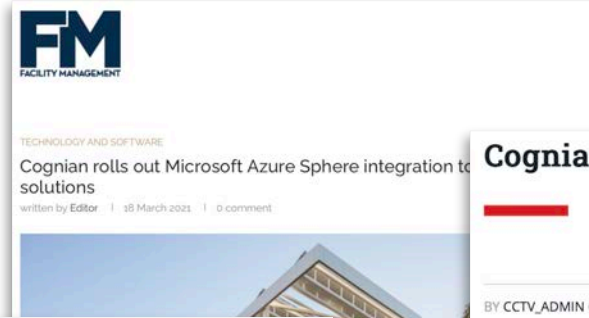 FM
FACILITY MANAGEMENT
TECHNOLOGY AND SOFTWARE
Cognian rolls out Microsoft Azure Sphere integration to
solutions
written by Editor | 18 March 2021 | 0 comment
Cognia
BY CCTV_ADMIN